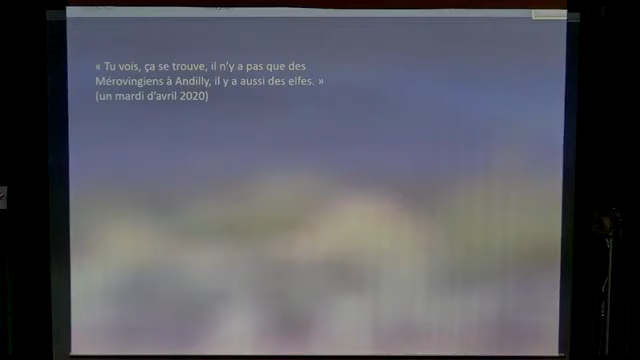 « Tu vois, ça se trouve, il n'y a pas que des
Mérovingiens à Andilly, il y a aussi des elfes. »
(un mardi d'avril 2020)